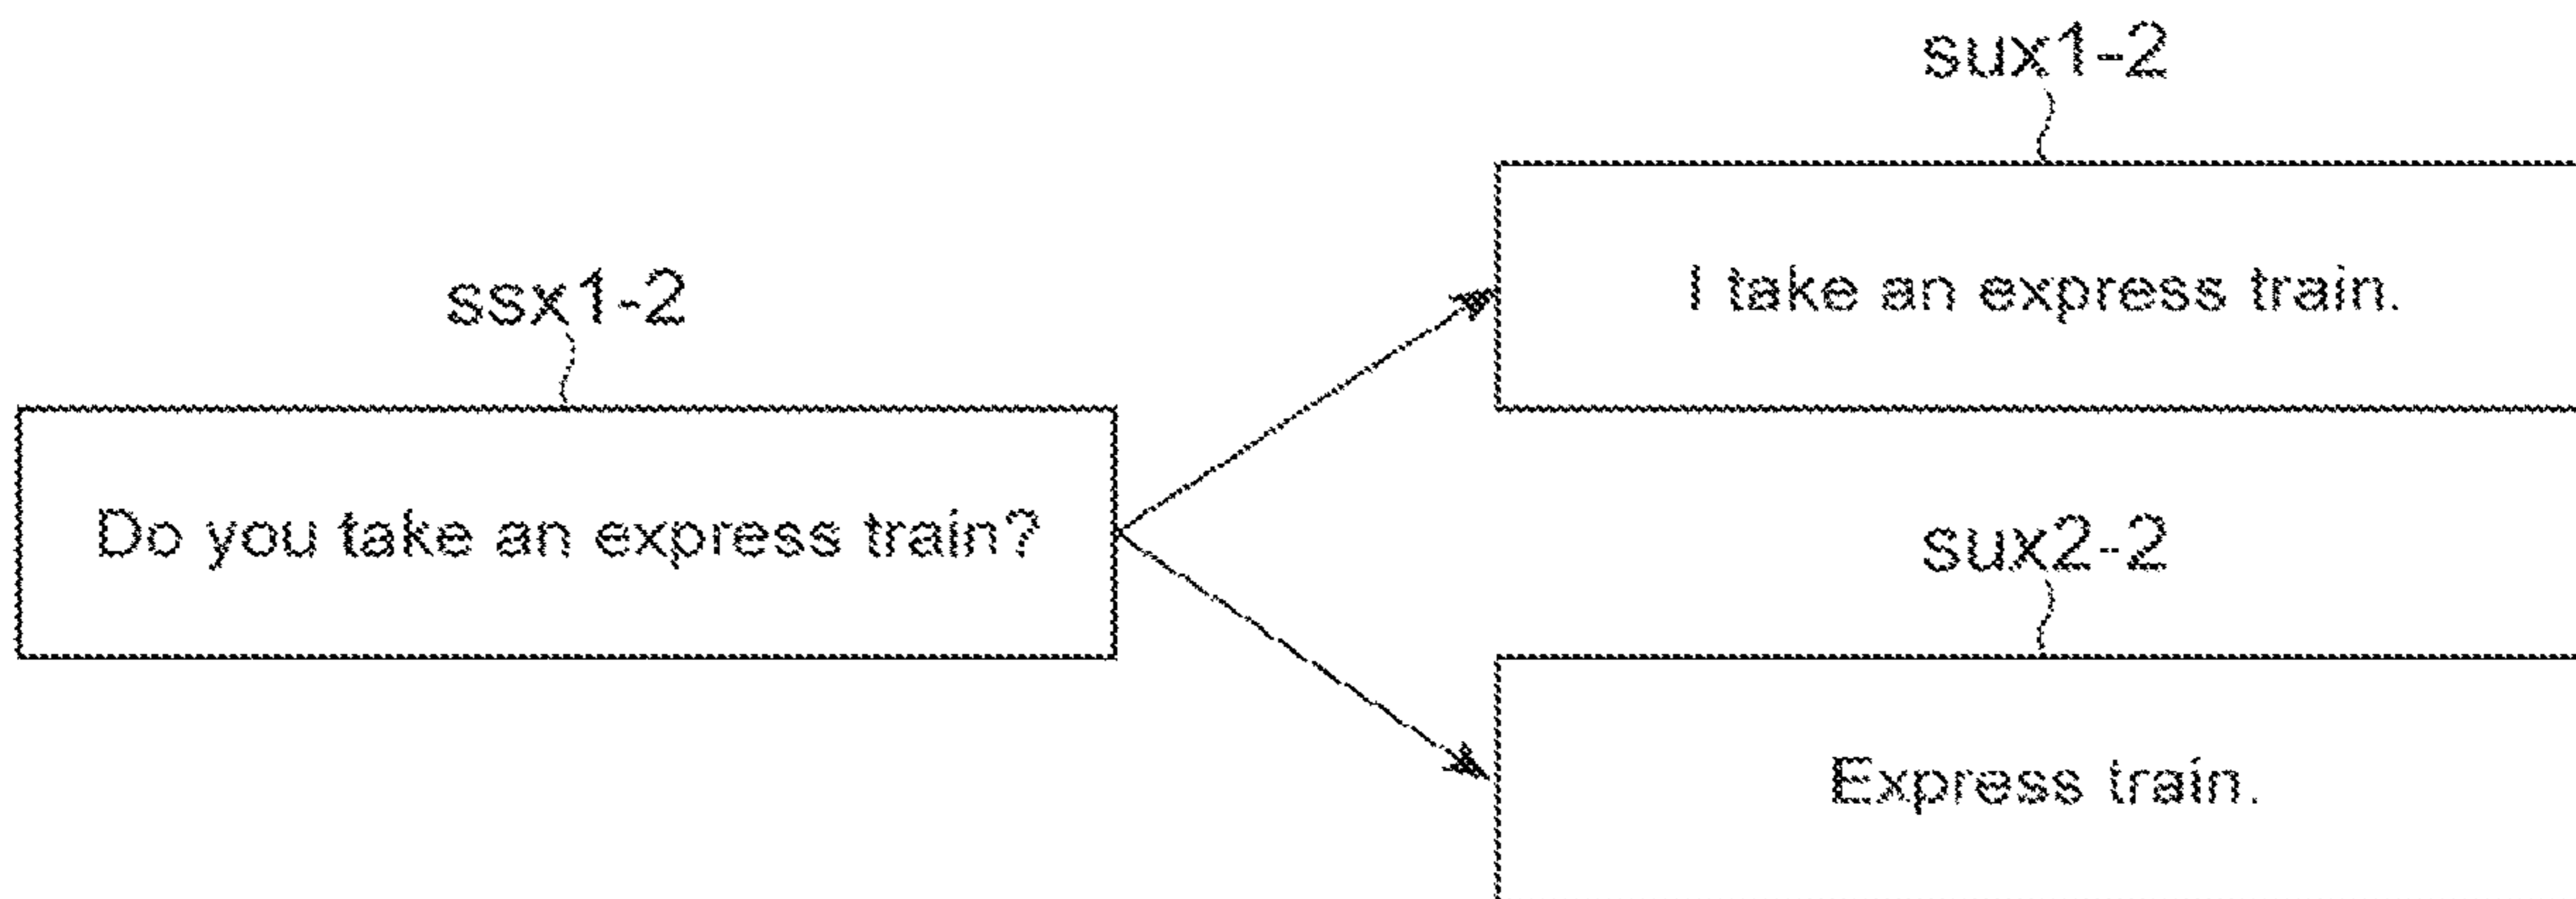 sux1-2
I take an express train.
ssx1-2
Do you take an express train?
sux2-2
Express train.